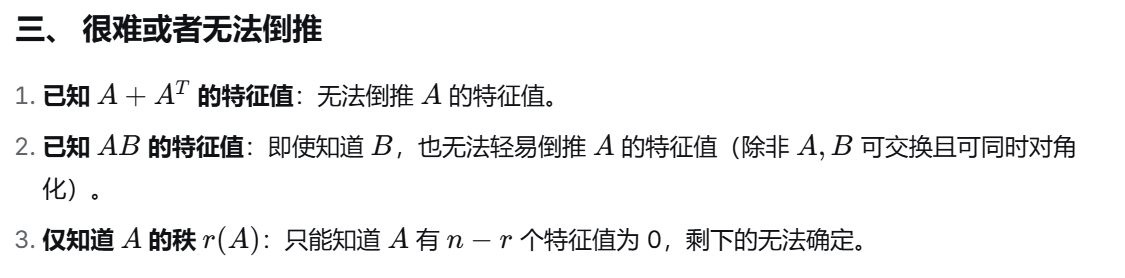 三、 很难或者无法倒推
1. 已知 A + A^T 的特征值：无法倒推 A 的特征值。
2. 已知 AB 的特征值：即使知道 B，也无法轻易倒推 A 的特征值（除非 A, B 可交换且可同时对角
化）。
3. 仅知道 A 的秩 r(A)：只能知道 A 有 n − r 个特征值为 0，剩下的无法确定。